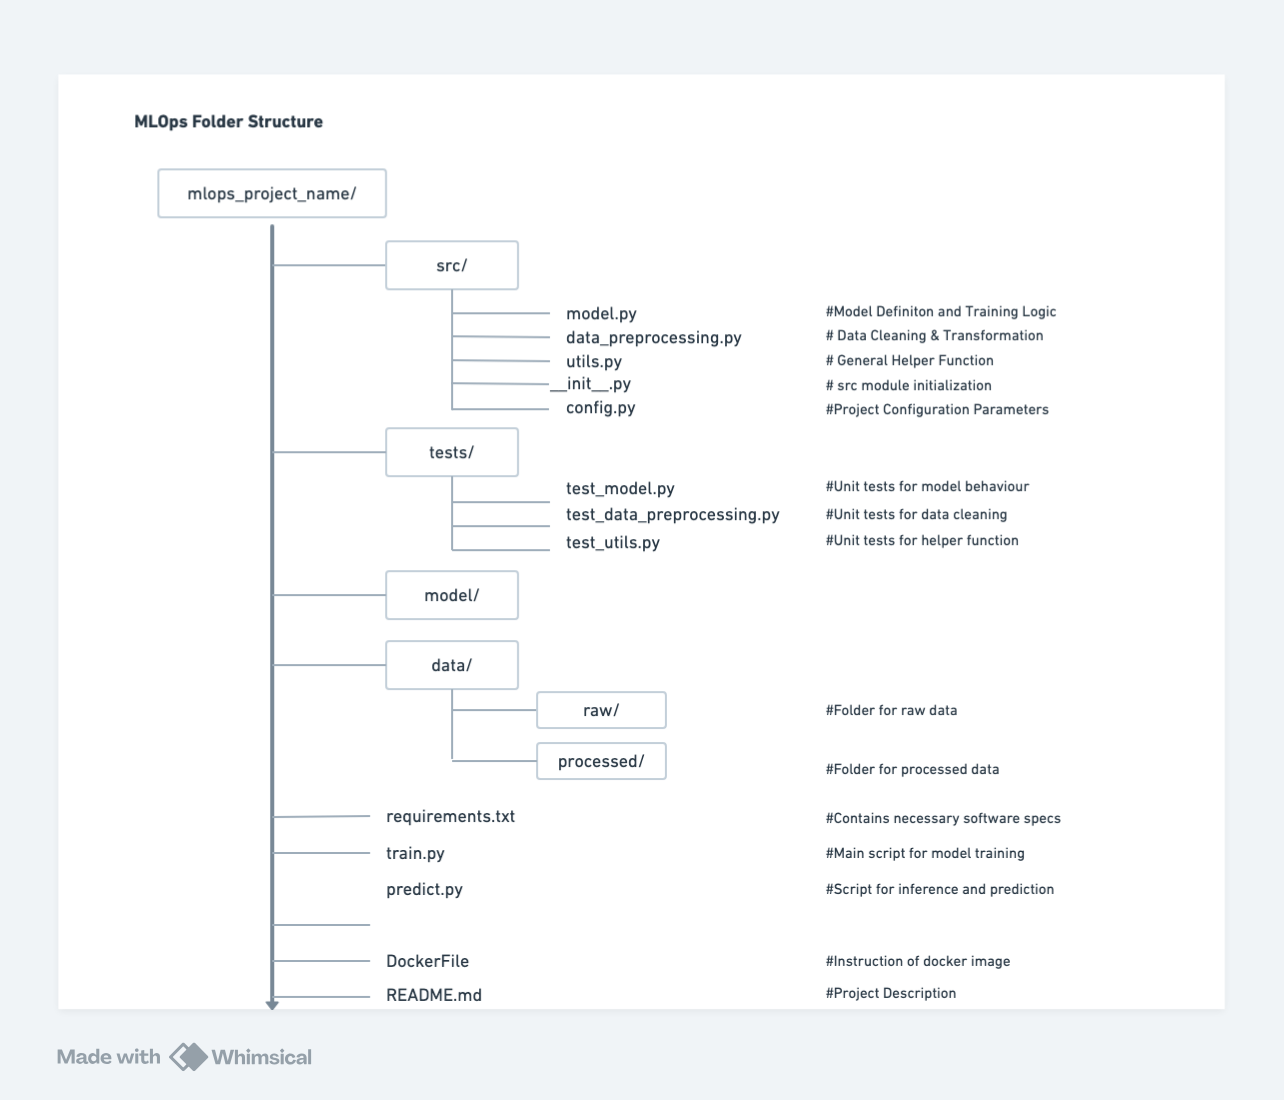 MLOps Folder Structure
mlops_project_name/
src/
model.py #Model Definiton and Training Logic
data_preprocessing.py # Data Cleaning & Transformation
utils.py # General Helper Function
__init__.py # src module initialization
config.py #Project Configuration Parameters
tests/
test_model.py #Unit tests for model behaviour
test_data_preprocessing.py #Unit tests for data cleaning
test_utils.py #Unit tests for helper function
model/
data/
raw/ #Folder for raw data
processed/ #Folder for processed data
requirements.txt #Contains necessary software specs
train.py #Main script for model training
predict.py #Script for inference and prediction
DockerFile #Instruction of docker image
README.md #Project Description
Made with Whimsical